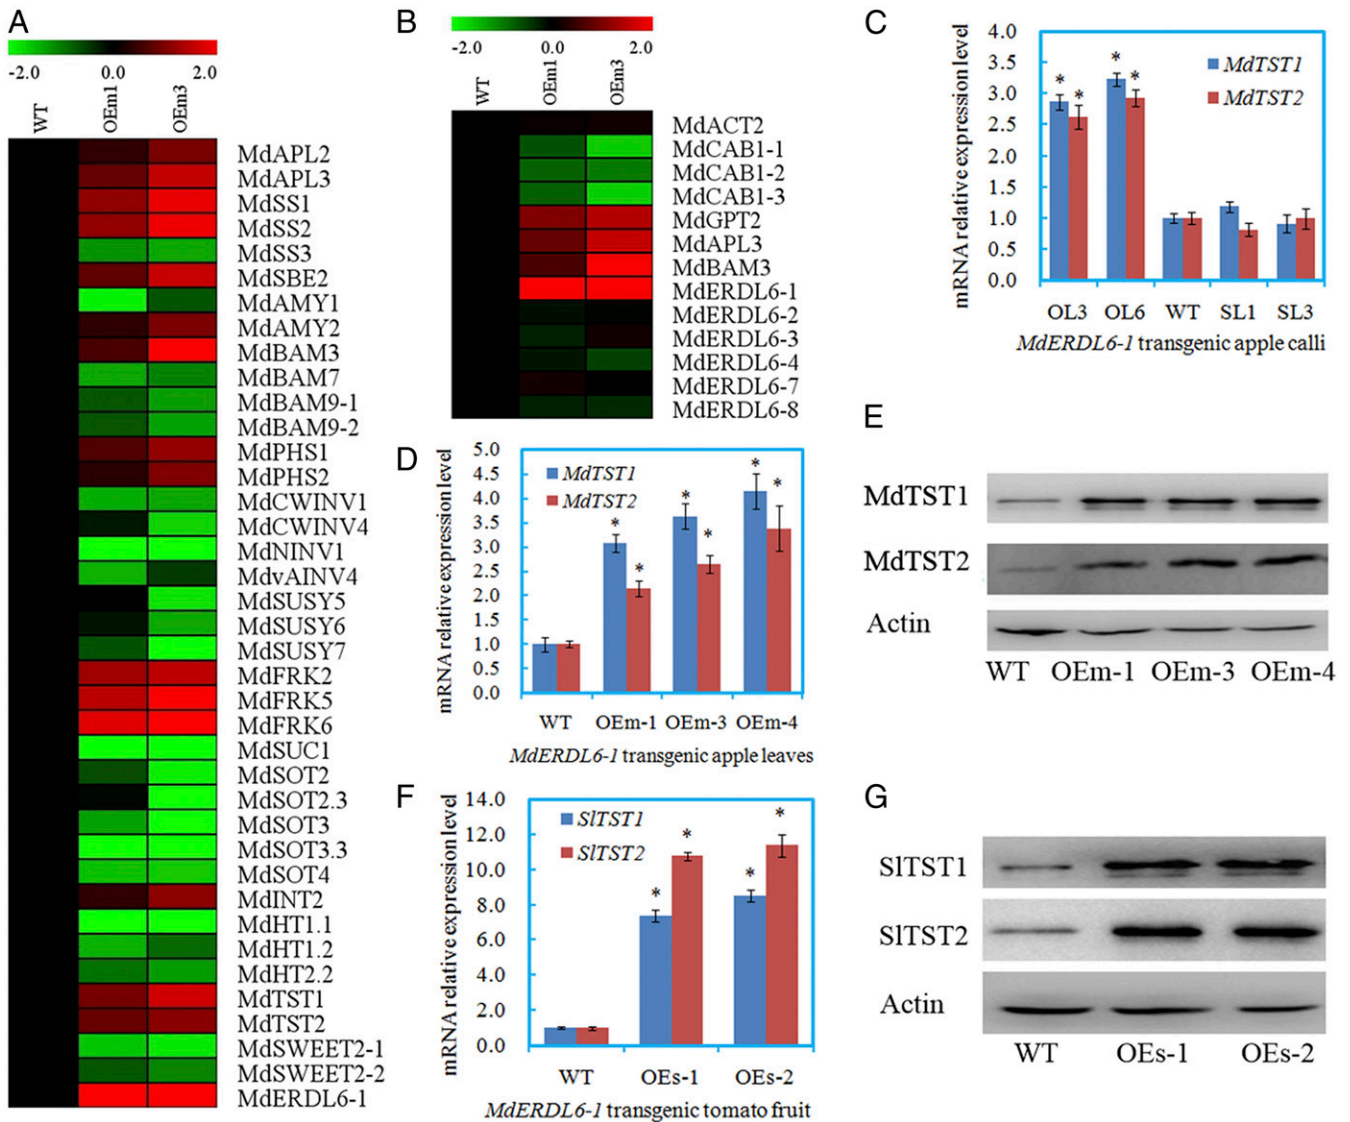 A
-2.0 0.0 2.0
WT OEm1 OEm3
MdAPL2
MdAPL3
MdSS1
MdSS2
MdSS3
MdSBE2
MdAMY1
MdAMY2
MdBAM3
MdBAM7
MdBAM9-1
MdBAM9-2
MdPHS1
MdPHS2
MdCWINV1
MdCWINV4
MdNINV1
MdvAINV4
MdSUSY5
MdSUSY6
MdSUSY7
MdFRK2
MdFRK5
MdFRK6
MdSUC1
MdSOT2
MdSOT2.3
MdSOT3
MdSOT3.3
MdSOT4
MdINT2
MdHT1.1
MdHT1.2
MdHT2.2
MdTST1
MdTST2
MdSWEET2-1
MdSWEET2-2
MdERDL6-1
B
-2.0 0.0 2.0
WT OEm1 OEm3
MdACT2
MdCAB1-1
MdCAB1-2
MdCAB1-3
MdGPT2
MdAPL3
MdBAM3
MdERDL6-1
MdERDL6-2
MdERDL6-3
MdERDL6-4
MdERDL6-7
MdERDL6-8
C
mRNA relative expression level
4.0
3.5
3.0
2.5
2.0
1.5
1.0
0.5
0.0
* * * *
MdTST1
MdTST2
OL3 OL6 WT SL1 SL3
MdERDL6-1 transgenic apple calli
D
mRNA relative expression level
5.0
4.5
4.0
3.5
3.0
2.5
2.0
1.5
1.0
0.5
0.0
MdTST1
MdTST2
* * * * * *
WT OEm-1 OEm-3 OEm-4
MdERDL6-1 transgenic apple leaves
E
MdTST1
MdTST2
Actin
WT OEm-1 OEm-3 OEm-4
F
mRNA relative expression level
14.0
12.0
10.0
8.0
6.0
4.0
2.0
0.0
SlTST1
SlTST2
* * * *
WT OEs-1 OEs-2
MdERDL6-1 transgenic tomato fruit
G
SlTST1
SlTST2
Actin
WT OEs-1 OEs-2